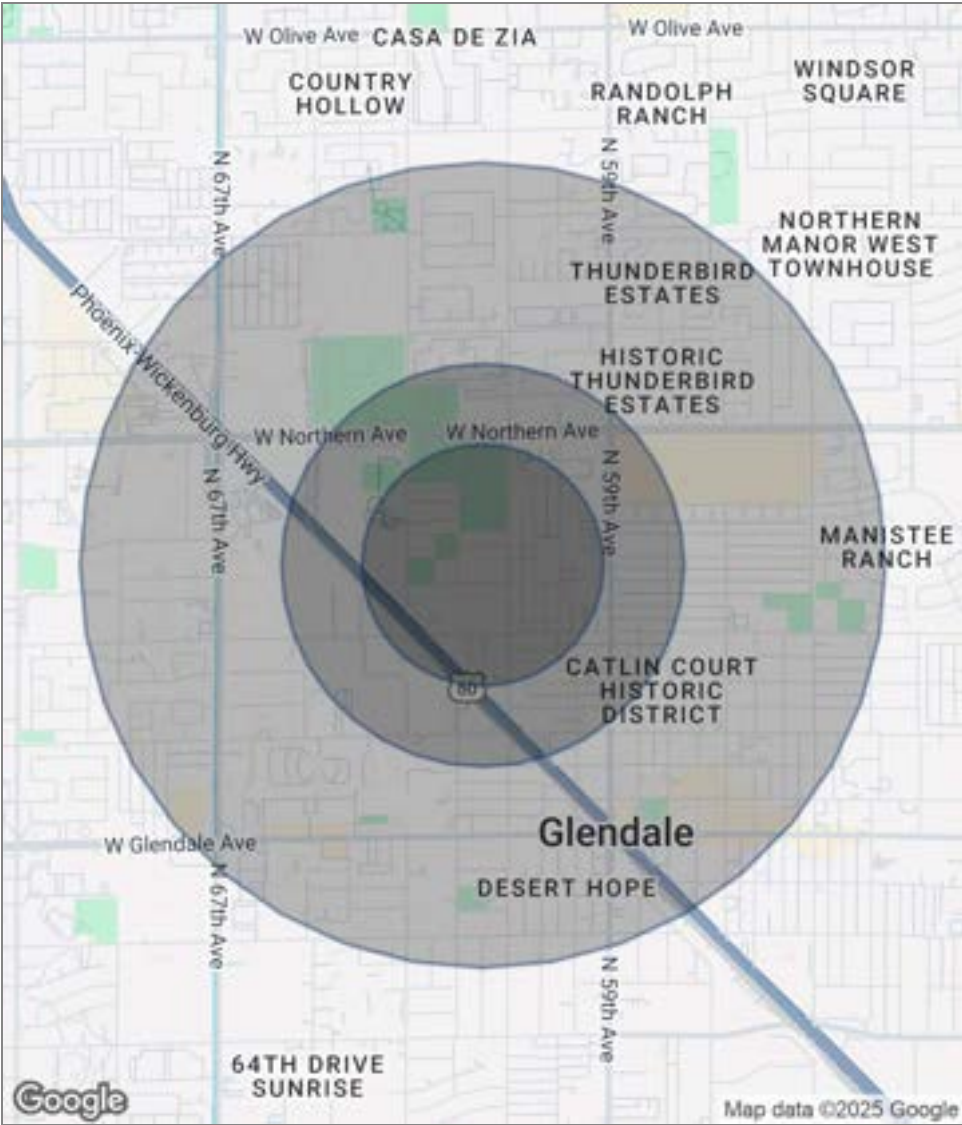 W Olive Ave
CASA DE ZIA
W Olive Ave
COUNTRY
HOLLOW
RANDOLPH
RANCH
WINDSOR
SQUARE
N 67th Ave
N 59th Ave
NORTHERN
MANOR WEST
TOWNHOUSE
THUNDERBIRD
ESTATES
Phoenix-Wickenburg Hwy
HISTORIC
THUNDERBIRD
ESTATES
W Northern Ave
W Northern Ave
N 67th Ave
N 59th Ave
MANISTEE
RANCH
CATLIN COURT
HISTORIC
DISTRICT
60
Glendale
W Glendale Ave
DESERT HOPE
N 67th Ave
N 59th Ave
64TH DRIVE
SUNRISE
Google
Map data ©2025 Google